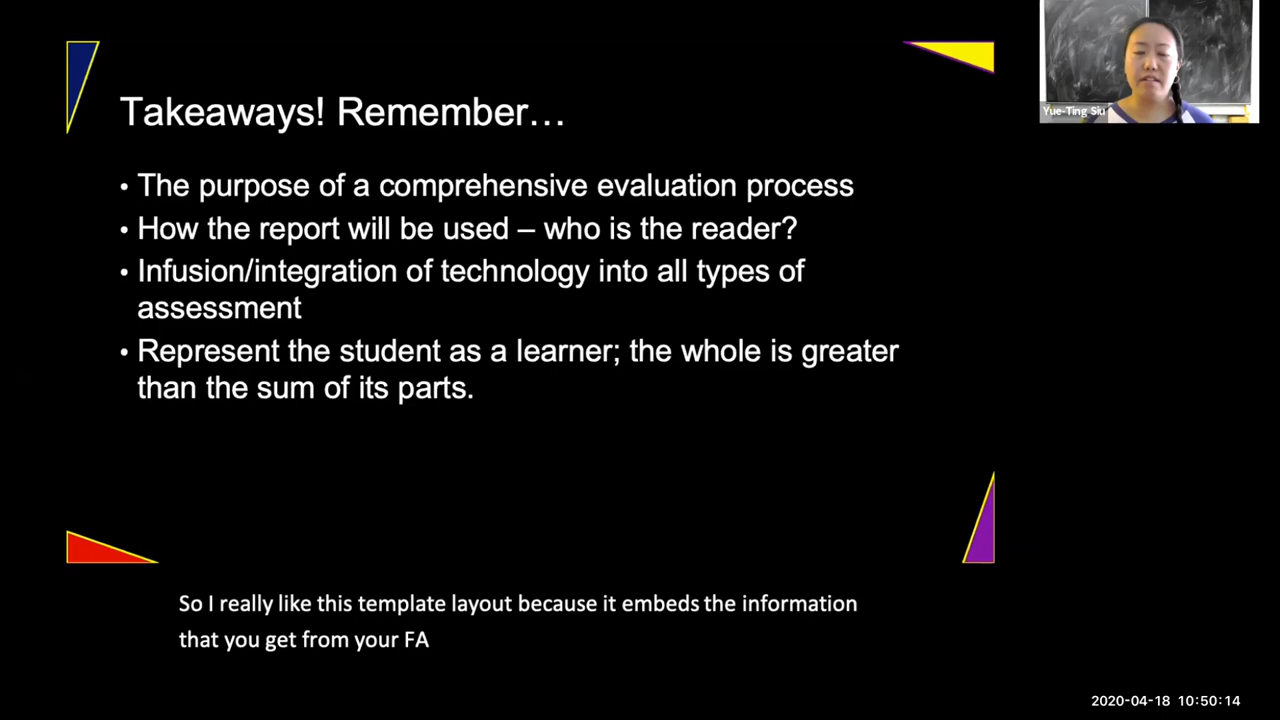 Takeaways! Remember…
• The purpose of a comprehensive evaluation process
• How the report will be used – who is the reader?
• Infusion/integration of technology into all types of
assessment
• Represent the student as a learner; the whole is greater
than the sum of its parts.
Yue-Ting Siu
So I really like this template layout because it embeds the information
that you get from your FA
2020-04-18 10:50:14